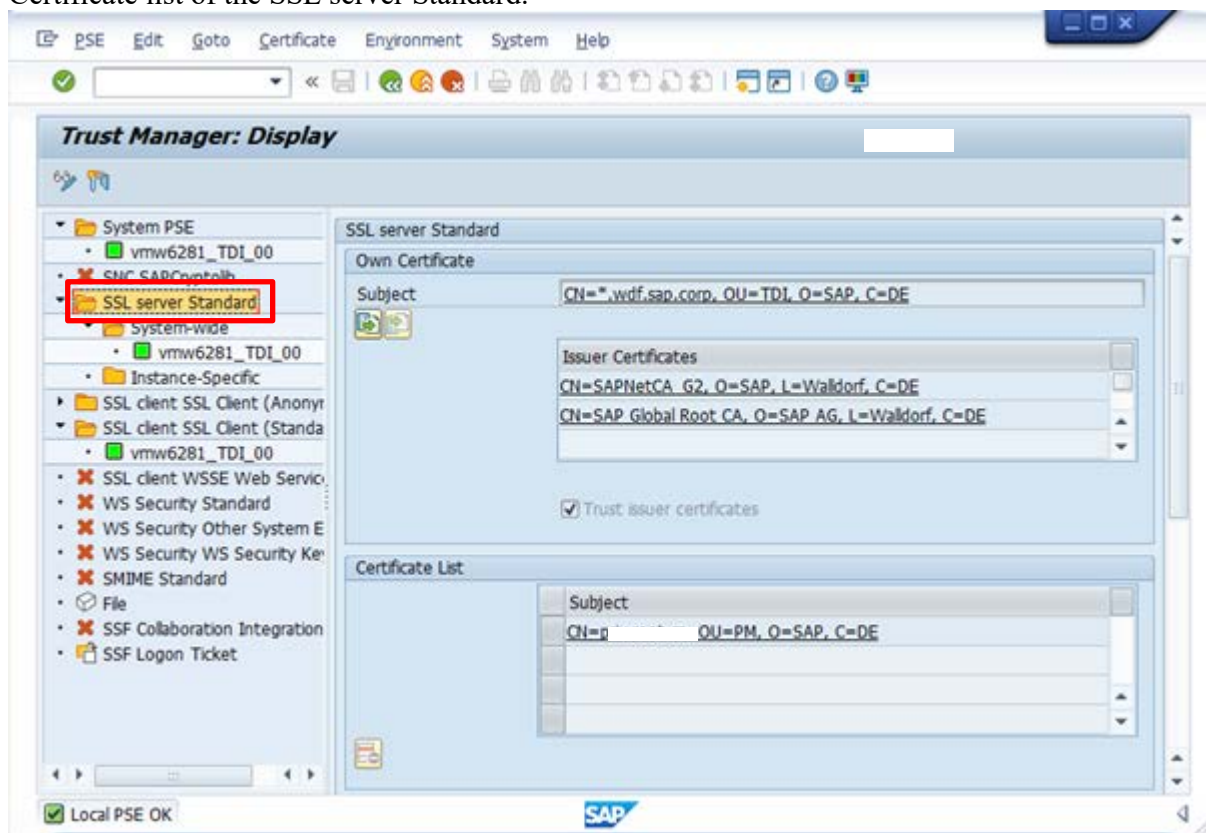 Certificate list of the SSL server Standard.
PSE Edit Goto Certificate Environment System Help
Trust Manager: Display
System PSE
vmw6281_TDI_00
SNC SAPCryptolib
SSL server Standard
System-wide
vmw6281_TDI_00
Instance-Specific
SSL client SSL Client (Anonyr
SSL client SSL Client (Standa
vmw6281_TDI_00
SSL client WSSE Web Servic
WS Security Standard
WS Security Other System E
WS Security WS Security Ke
SMIME Standard
File
SSF Collaboration Integration
SSF Logon Ticket
SSL server Standard
Own Certificate
Subject
CN=*.wdf.sap.corp, OU=TDI, O=SAP, C=DE
Issuer Certificates
CN=SAPNetCA_G2, O=SAP, L=Walldorf, C=DE
CN=SAP Global Root CA, O=SAP AG, L=Walldorf, C=DE
Trust issuer certificates
Certificate List
Subject
CN=p OU=PM, O=SAP, C=DE
Local PSE OK
SAP